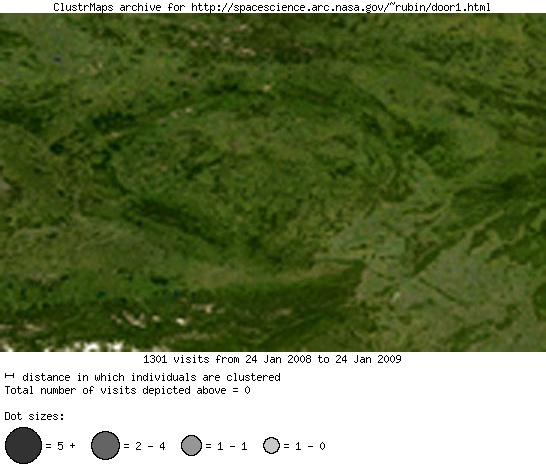 ClustrMaps archive for http://spacescience.arc.nasa.gov/~rubin/door1.html
1301 visits from 24 Jan 2008 to 24 Jan 2009
distance in which individuals are clustered
Total number of visits depicted above = 0
Dot sizes:
= 5 + = 2 - 4 = 1 - 1 = 1 - 0